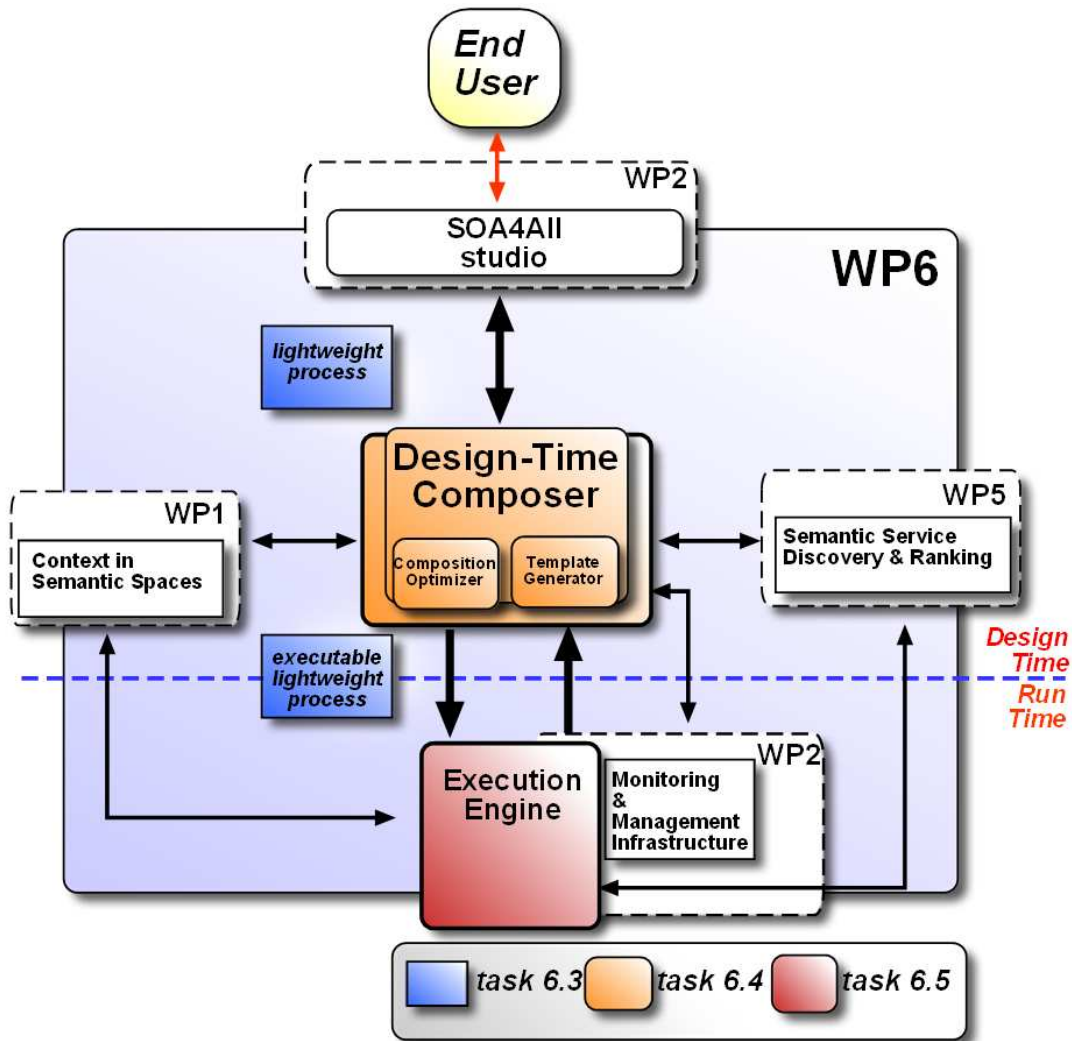 End
User
WP2
SOA4All
studio
WP6
lightweight
process
Design-Time
Composer
Composition
Optimizer
Template
Generator
WP1
Context in
Semantic Spaces
WP5
Semantic Service
Discovery & Ranking
executable
lightweight
process
Design
Time
Run
Time
Execution
Engine
WP2
Monitoring
&
Management
Infrastructure
task 6.3
task 6.4
task 6.5